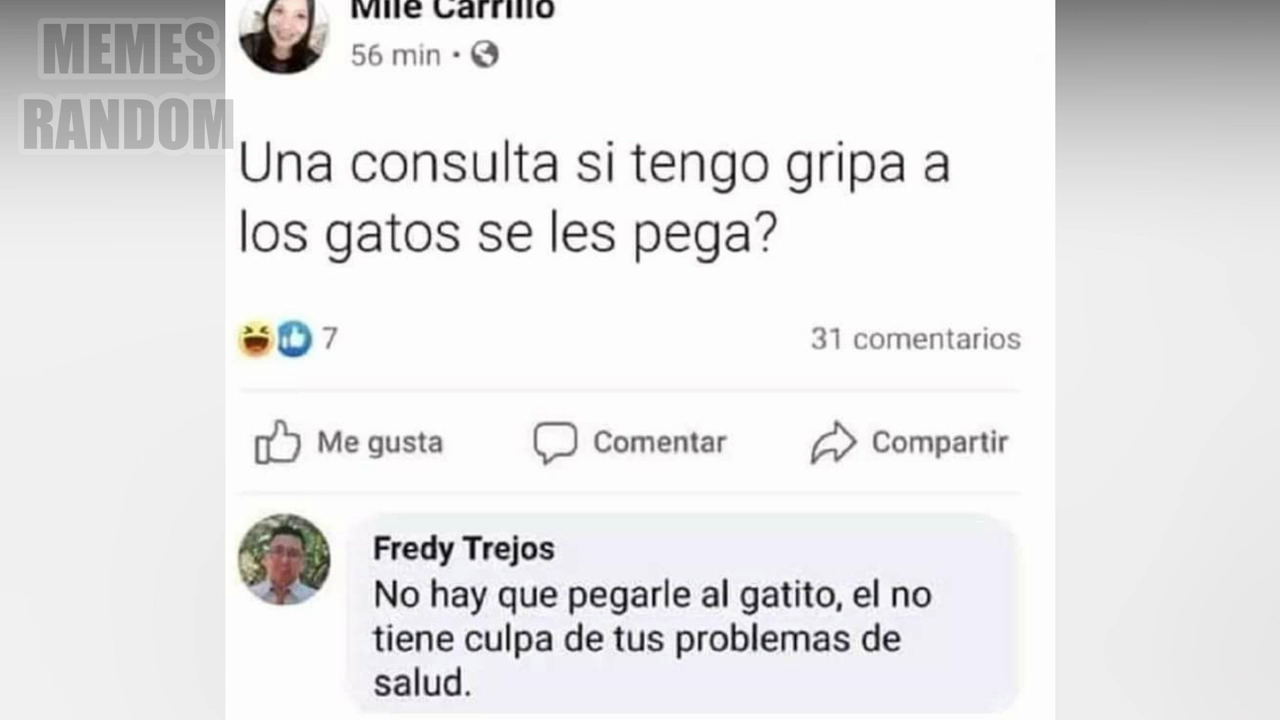 MEMES
RANDOM
Mile Carrillo
56 min •
Una consulta si tengo gripa a
los gatos se les pega?
7
31 comentarios
Me gusta
Comentar
Compartir
Fredy Trejos
No hay que pegarle al gatito, el no
tiene culpa de tus problemas de
salud.